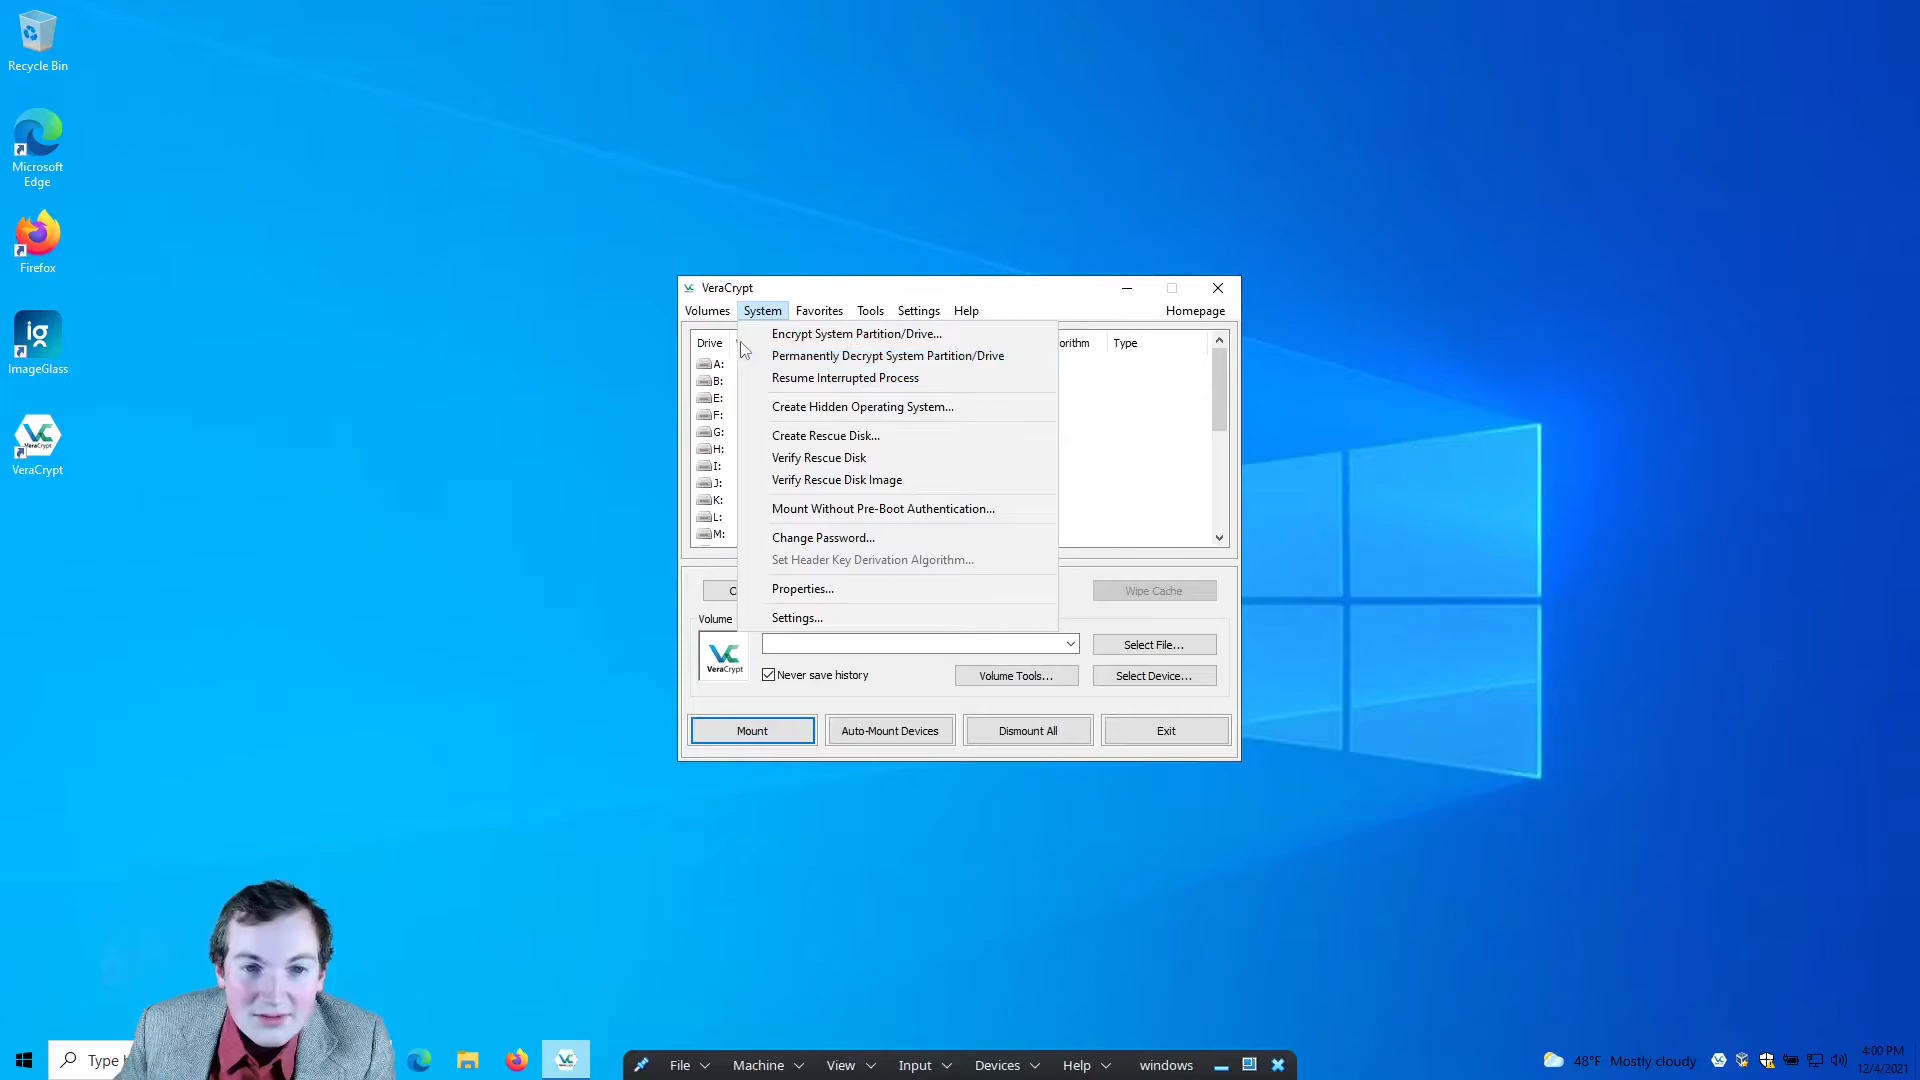 Recycle Bin
Microsoft
Edge
Firefox
ig
ImageGlass
VeraCrypt
VeraCrypt
VeraCrypt
Volumes System Favorites Tools Settings Help Homepage
Drive Type
Encrypt System Partition/Drive...
Permanently Decrypt System Partition/Drive
Resume Interrupted Process
Create Hidden Operating System...
Create Rescue Disk...
Verify Rescue Disk
Verify Rescue Disk Image
Mount Without Pre-Boot Authentication...
Change Password...
Set Header Key Derivation Algorithm...
Properties...
Settings...
A:
B:
E:
F:
G:
H:
I:
J:
K:
L:
M:
Wipe Cache
Volume
VeraCrypt
Select File...
Never save history
Volume Tools...
Select Device...
Mount
Auto-Mount Devices
Dismount All
Exit
Type
File Machine View Input Devices Help windows
48°F Mostly cloudy
4:00 PM
12/4/2021